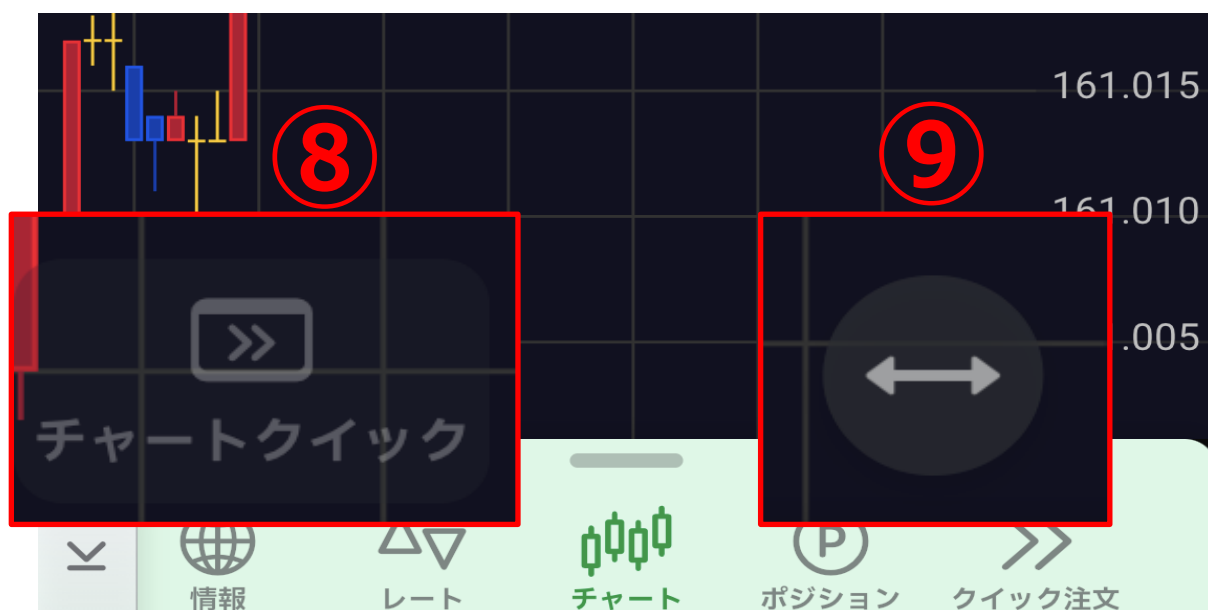 161.015
⑧
⑨
161.010
.005
チャートクイック
情報
レート
チャート
P
ポジション
クイック注文